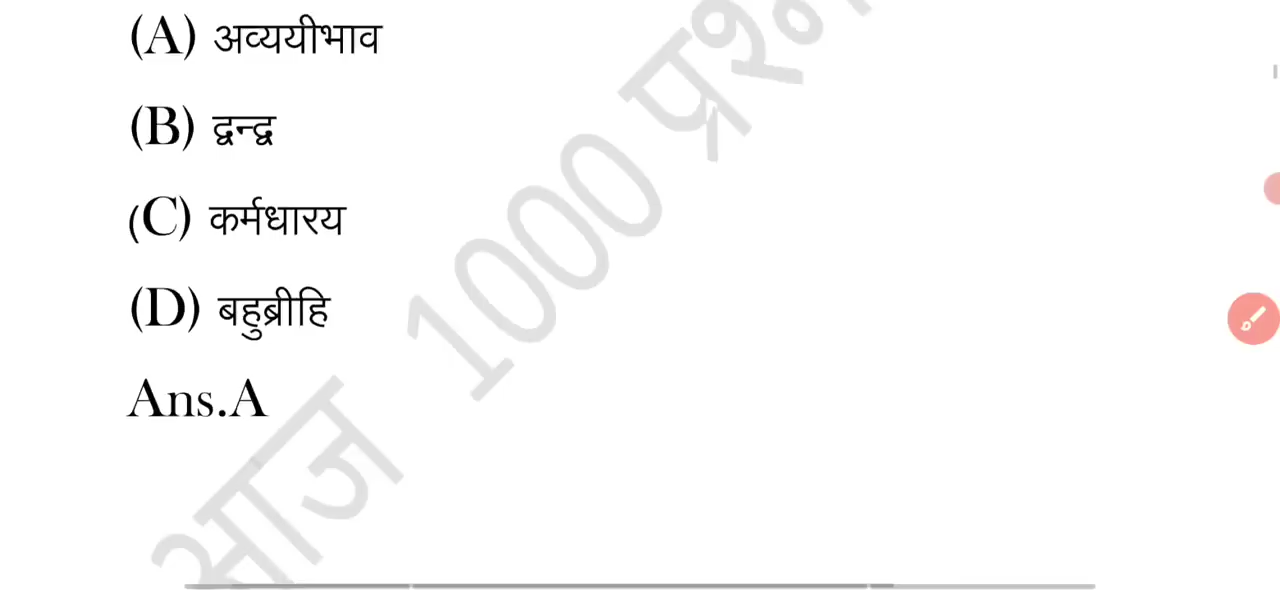 (A) अव्ययीभाव
(B) द्वन्द्व
(C) कर्मधारय
(D) बहुब्रीहि
Ans.A
आज 1000 प्रश्न